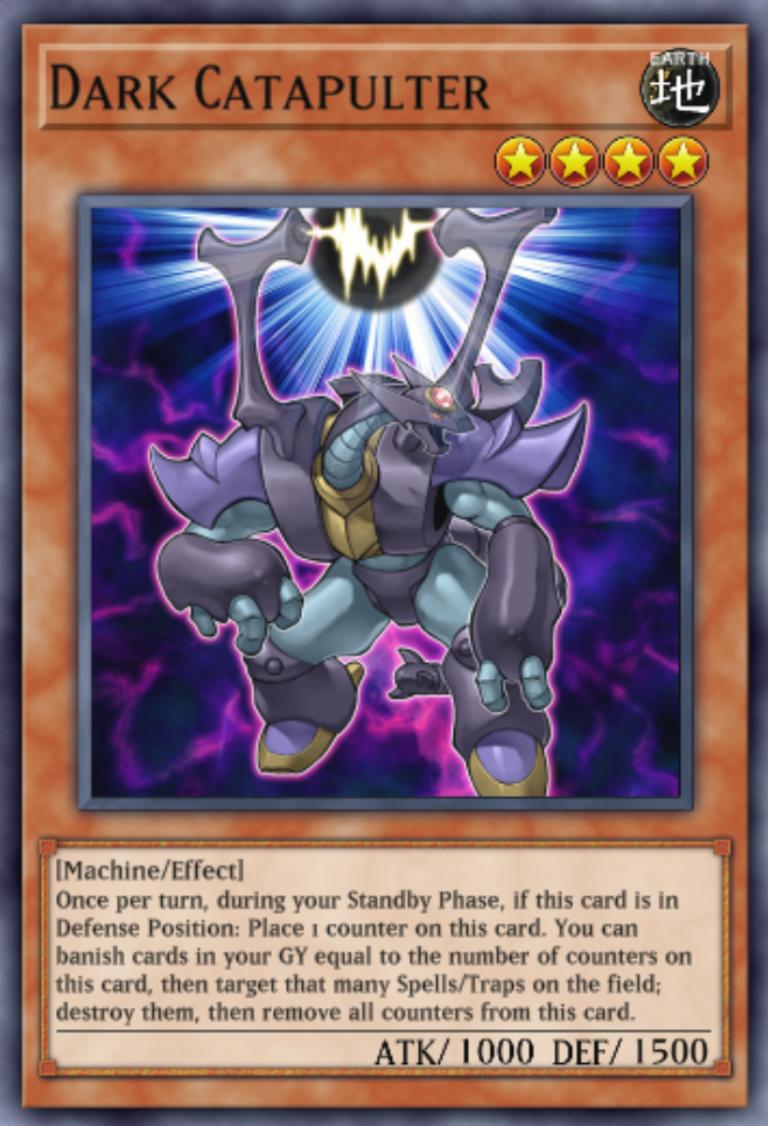 Dark Catapulter
EARTH
地
[Machine/Effect]
Once per turn, during your Standby Phase, if this card is in
Defense Position: Place 1 counter on this card. You can
banish cards in your GY equal to the number of counters on
this card, then target that many Spells/Traps on the field;
destroy them, then remove all counters from this card.
ATK/ 1000 DEF/ 1500